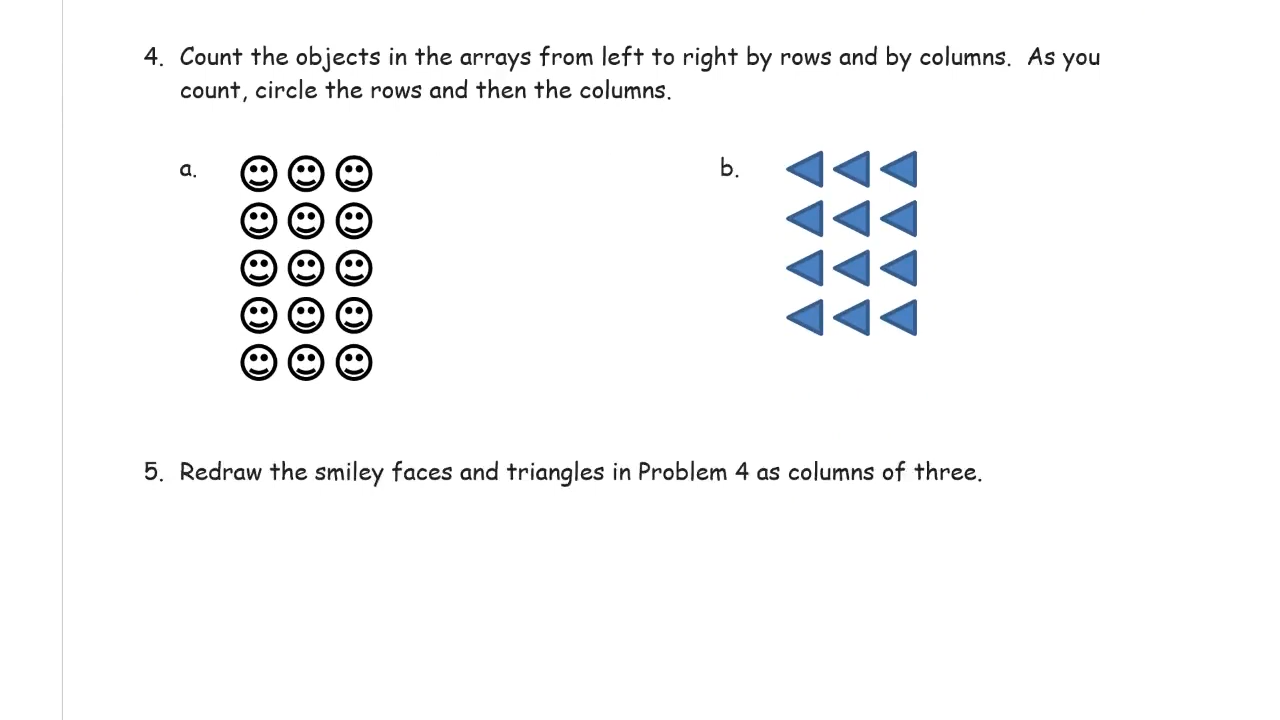 4. Count the objects in the arrays from left to right by rows and by columns. As you
count, circle the rows and then the columns.
a.
b.
5. Redraw the smiley faces and triangles in Problem 4 as columns of three.